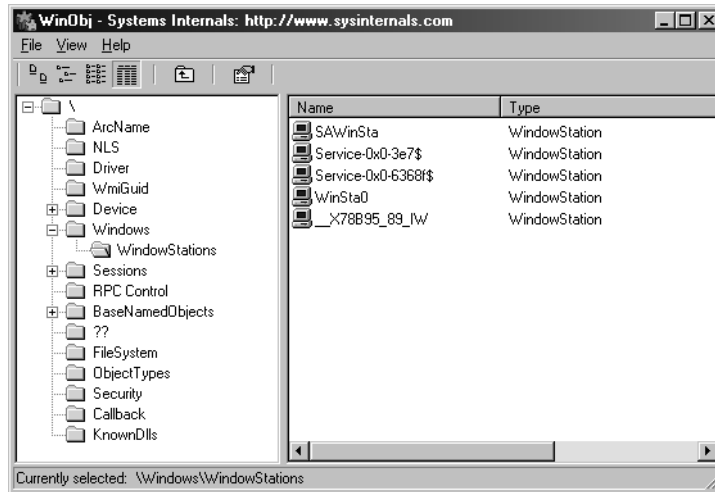 WinObj - Systems Internals: http://www.sysinternals.com
File View Help
\
ArcName
NLS
Driver
WmiGuid
Device
Windows
WindowStations
Sessions
RPC Control
BaseNamedObjects
??
FileSystem
ObjectTypes
Security
Callback
KnownDlls
Name Type
SAWinSta WindowStation
Service-0x0-3e7$ WindowStation
Service-0x0-6368f$ WindowStation
WinSta0 WindowStation
__X78B95_89_IW WindowStation
Currently selected: \Windows\WindowStations